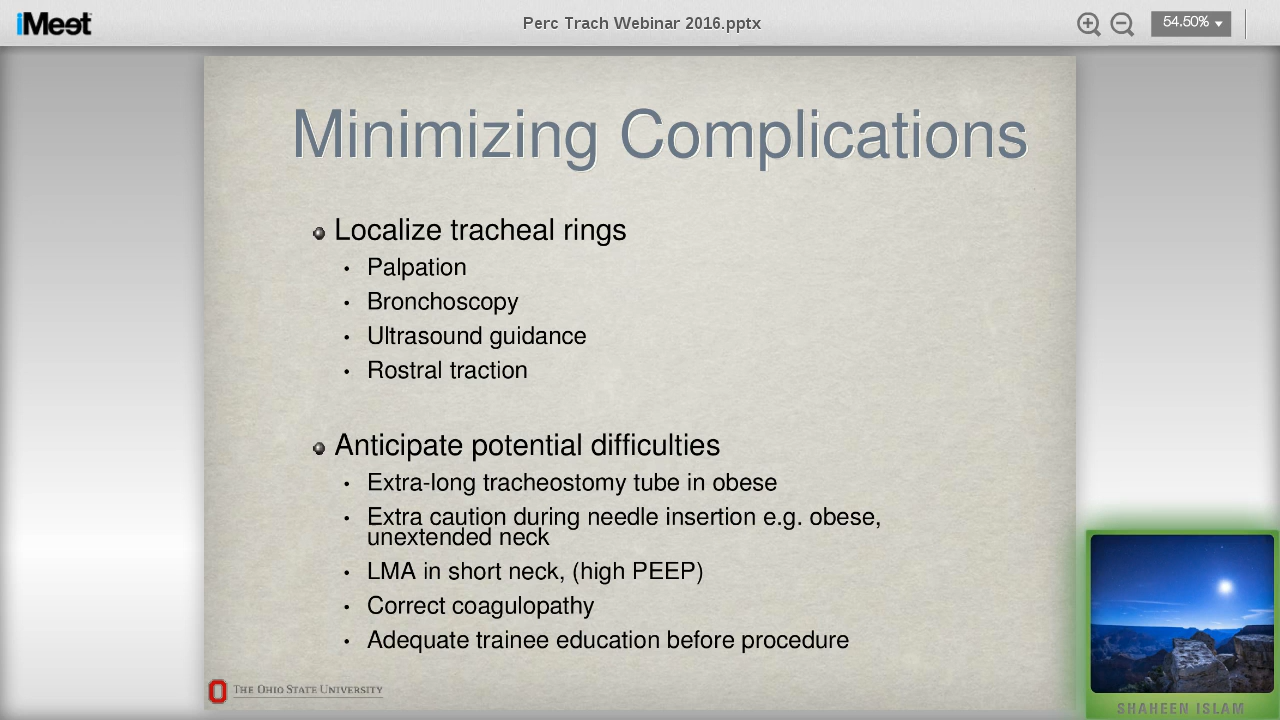 iMeet
Perc Trach Webinar 2016.pptx
54.50%
Minimizing Complications
Localize tracheal rings
• Palpation
• Bronchoscopy
• Ultrasound guidance
• Rostral traction
Anticipate potential difficulties
• Extra-long tracheostomy tube in obese
• Extra caution during needle insertion e.g. obese,
unextended neck
• LMA in short neck, (high PEEP)
• Correct coagulopathy
• Adequate trainee education before procedure
THE OHIO STATE UNIVERSITY
SHAHEEN ISLAM